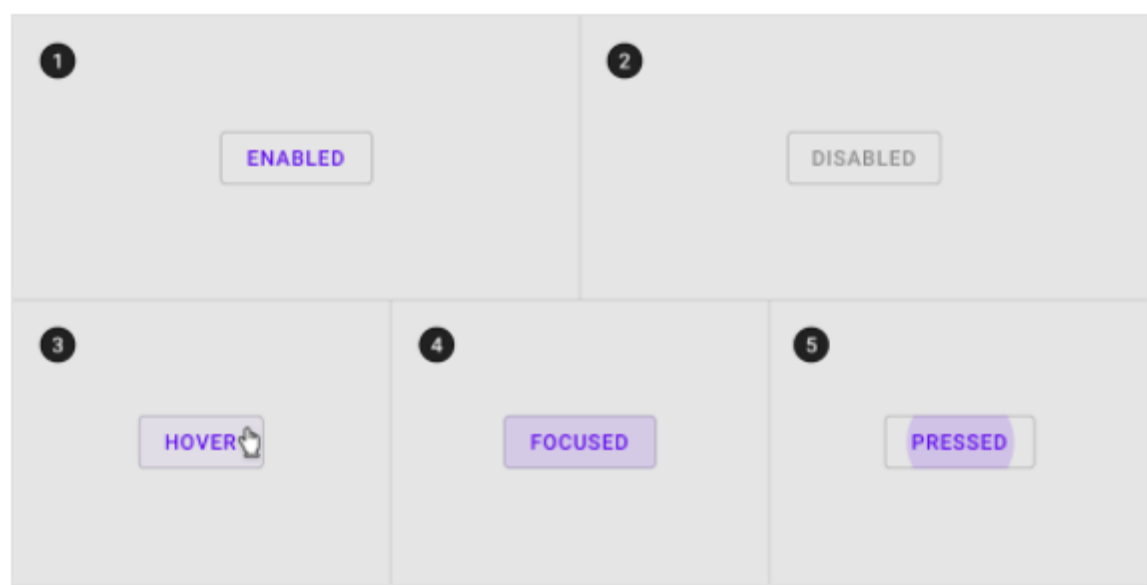 1
ENABLED
2
DISABLED
3
HOVER
4
FOCUSED
5
PRESSED